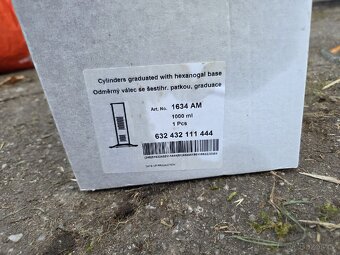 Cylinders graduated with hexanogal base
Odměrný válec se šestihr. patkou, graduace
Art. No. 1634 AM
1000 ml
1 Pcs
632 432 111 444